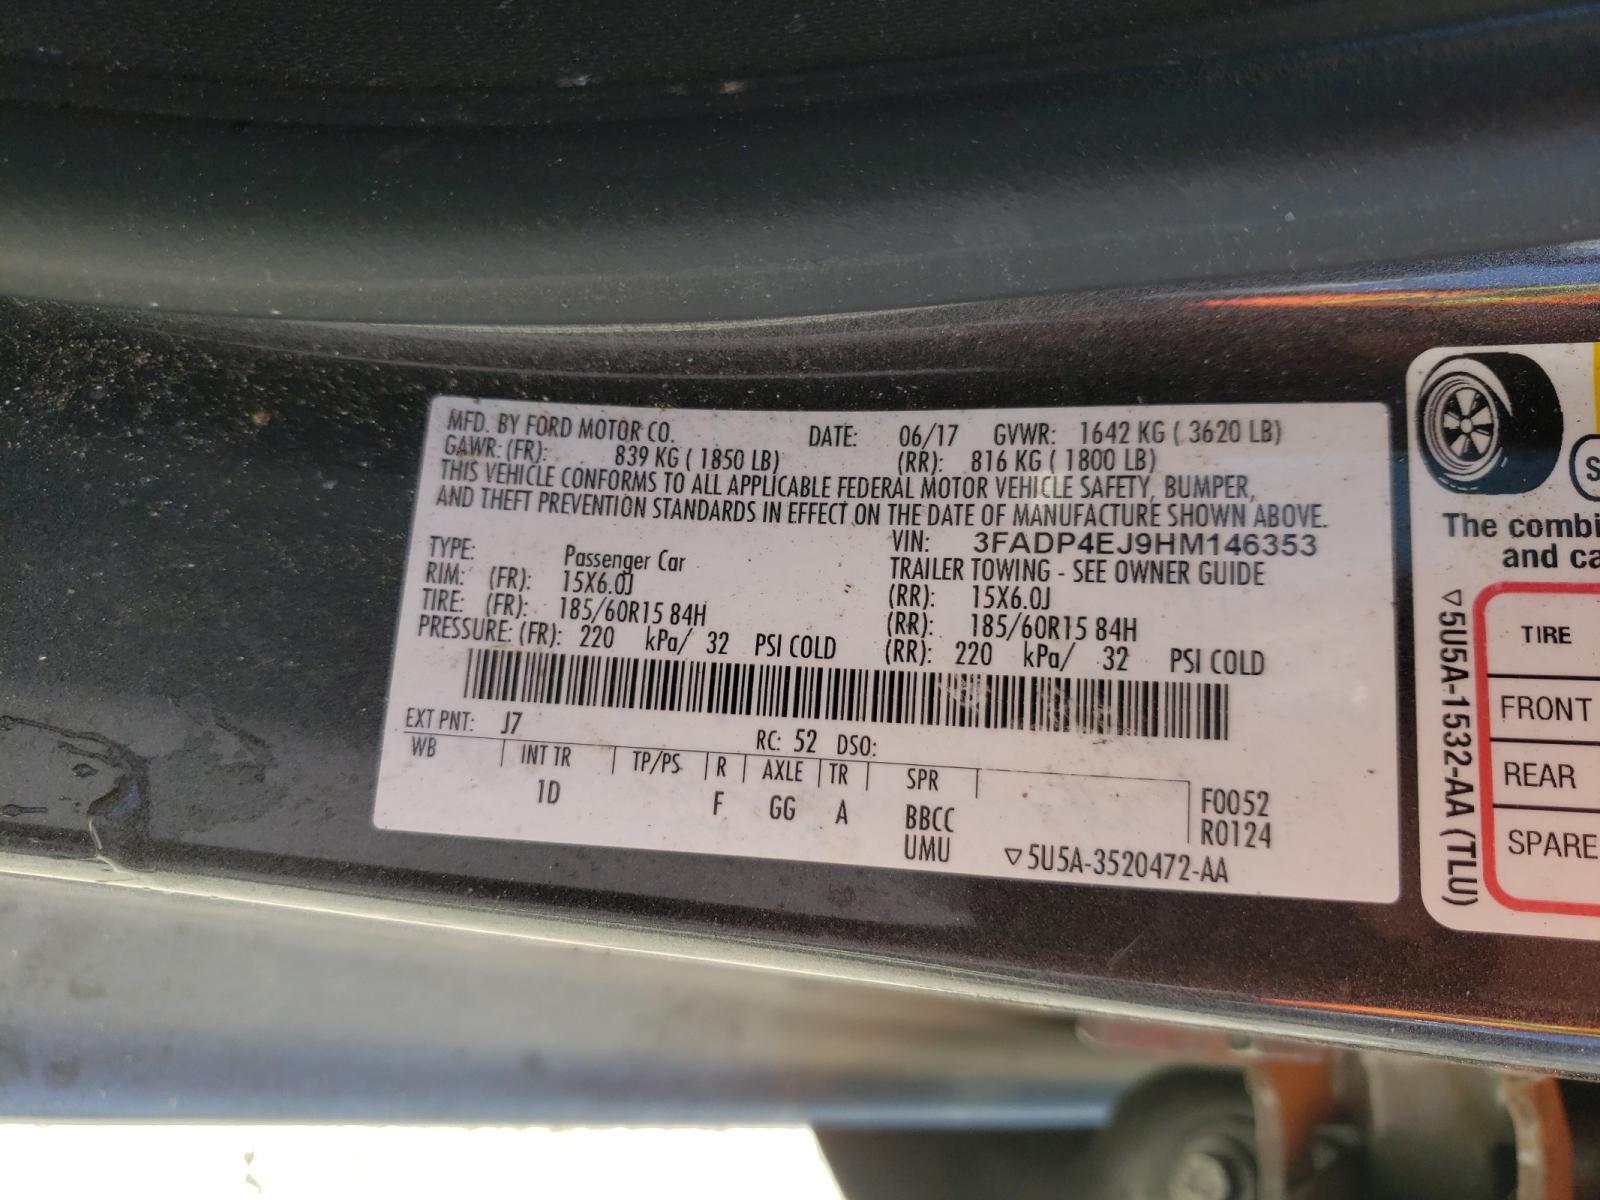 MFD. BY FORD MOTOR CO. DATE: 06/17 GVWR: 1642 KG ( 3620 LB)
GAWR: (FR): 839 KG ( 1850 LB) (RR): 816 KG ( 1800 LB)
THIS VEHICLE CONFORMS TO ALL APPLICABLE FEDERAL MOTOR VEHICLE SAFETY, BUMPER,
AND THEFT PREVENTION STANDARDS IN EFFECT ON THE DATE OF MANUFACTURE SHOWN ABOVE.
VIN: 3FADP4EJ9HM146353
TYPE: Passenger Car TRAILER TOWING - SEE OWNER GUIDE
RIM: (FR): 15X6.0J (RR): 15X6.0J
TIRE: (FR): 185/60R15 84H (RR): 185/60R15 84H
PRESSURE: (FR): 220 kPa/ 32 PSI COLD (RR): 220 kPa/ 32 PSI COLD
EXT PNT: J7 RC: 52 DSO:
WB INT TR TP/PS R AXLE TR SPR
1D F GG A BBCC F0052
UMU R0124
▽5U5A-3520472-AA
The combi
and ca
▽5U5A-1532-AA (TLU)
TIRE
FRONT
REAR
SPARE
S